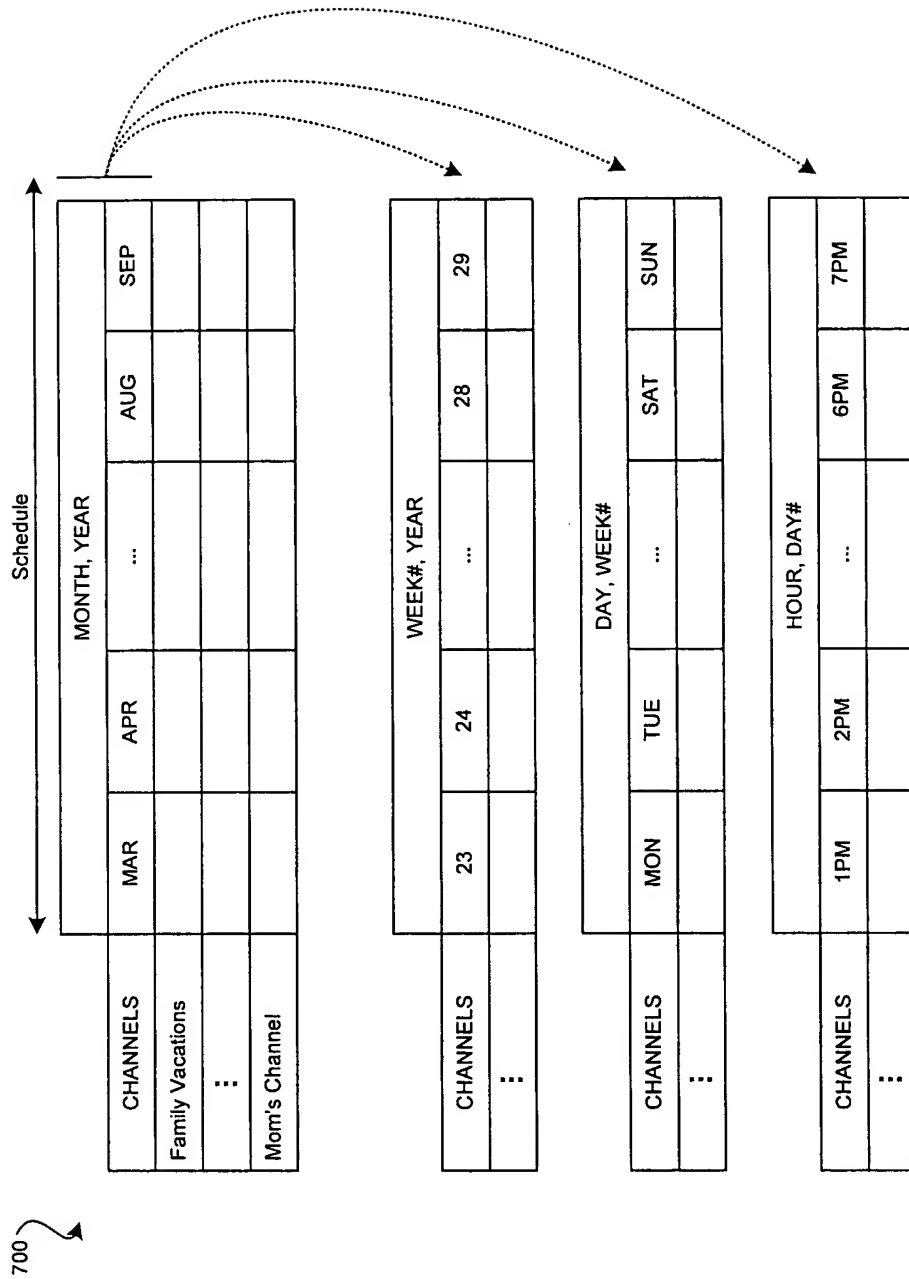 700
Schedule
MONTH, YEAR
CHANNELS MAR APR ... AUG SEP
Family Vacations
...
Mom's Channel
WEEK#, YEAR
CHANNELS 23 24 ... 28 29
...
DAY, WEEK#
CHANNELS MON TUE ... SAT SUN
...
HOUR, DAY#
CHANNELS 1PM 2PM ... 6PM 7PM
...